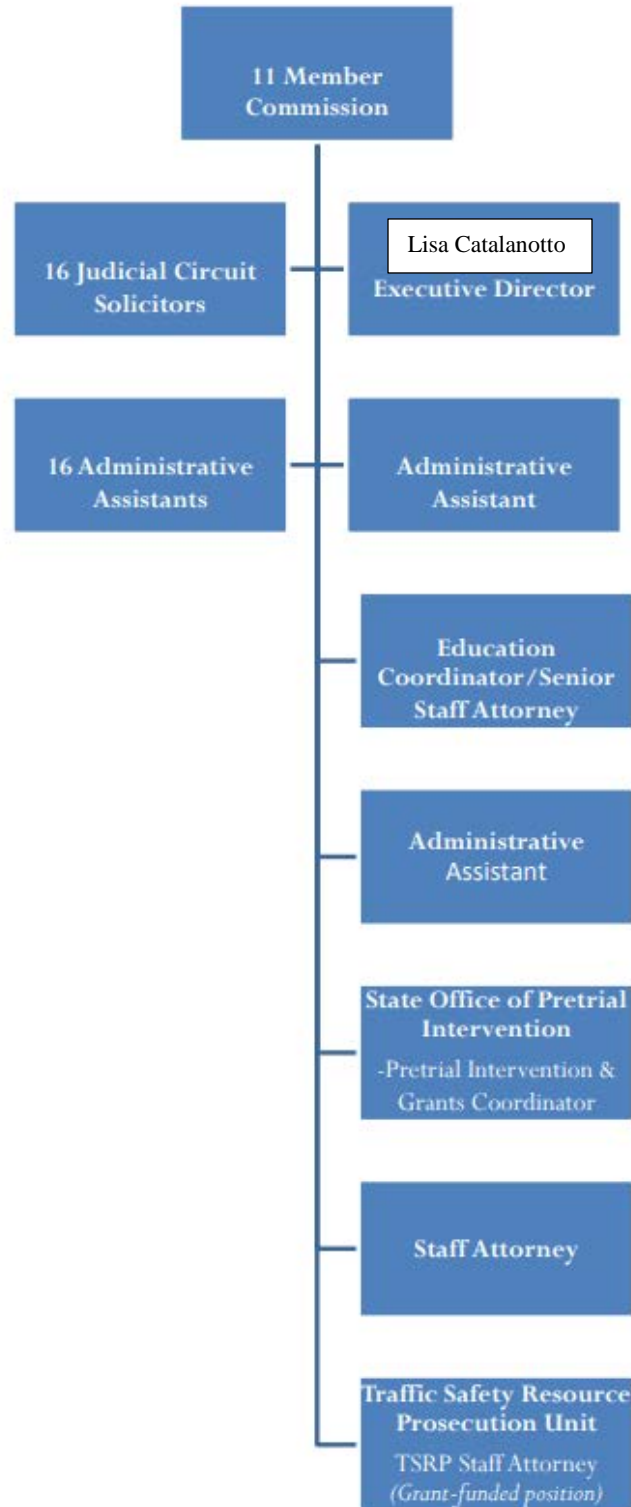 11 Member
Commission
16 Judicial Circuit
Solicitors
Lisa Catalanotto
Executive Director
16 Administrative
Assistants
Administrative
Assistant
Education
Coordinator/Senior
Staff Attorney
Administrative
Assistant
State Office of Pretrial
Intervention
-Pretrial Intervention &
Grants Coordinator
Staff Attorney
Traffic Safety Resource
Prosecution Unit
TSRP Staff Attorney
(Grant-funded position)